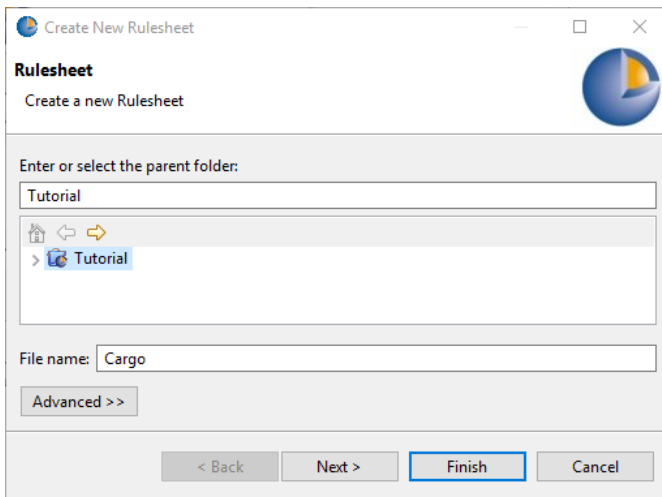 Create New Rulesheet
Rulesheet
Create a new Rulesheet
Enter or select the parent folder:
Tutorial
Tutorial
File name: Cargo
Advanced >>
< Back Next > Finish Cancel